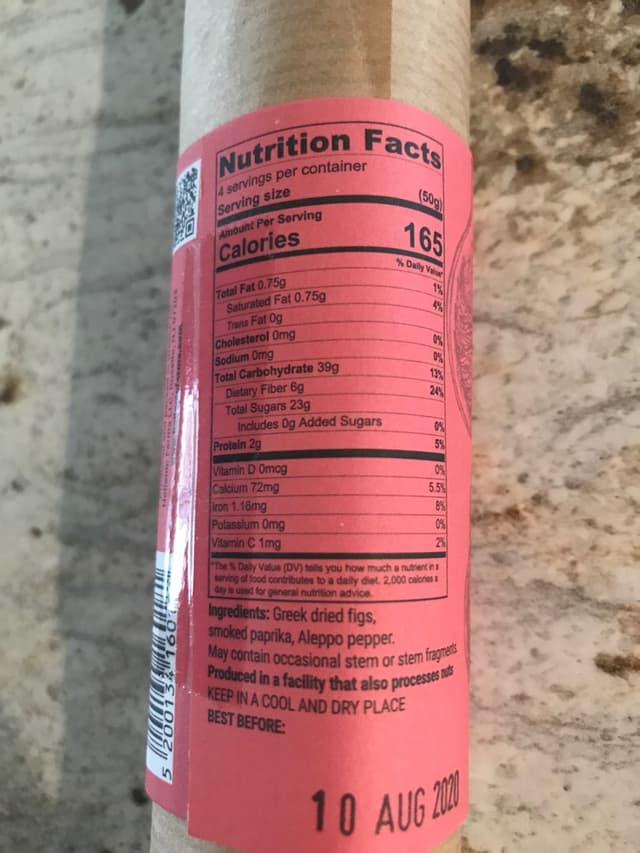 Nutrition Facts
4 servings per container
Serving size (50g)
Amount Per Serving
Calories 165
% Daily Value*
Total Fat 0.75g 1%
Saturated Fat 0.75g 4%
Trans Fat 0g
Cholesterol 0mg 0%
Sodium 0mg 0%
Total Carbohydrate 39g 13%
Dietary Fiber 6g 24%
Total Sugars 23g
Includes 0g Added Sugars 0%
Protein 2g 5%
Vitamin D 0mcg 0%
Calcium 72mg 5.5%
Iron 1.16mg 8%
Potassium 0mg 0%
Vitamin C 1mg 2%
*The % Daily Value (DV) tells you how much a nutrient in a
serving of food contributes to a daily diet. 2,000 calories a
day is used for general nutrition advice.
Ingredients: Greek dried figs,
smoked paprika, Aleppo pepper.
May contain occasional stem or stem fragments
Produced in a facility that also processes nuts
KEEP IN A COOL AND DRY PLACE
BEST BEFORE:
10 AUG 2020